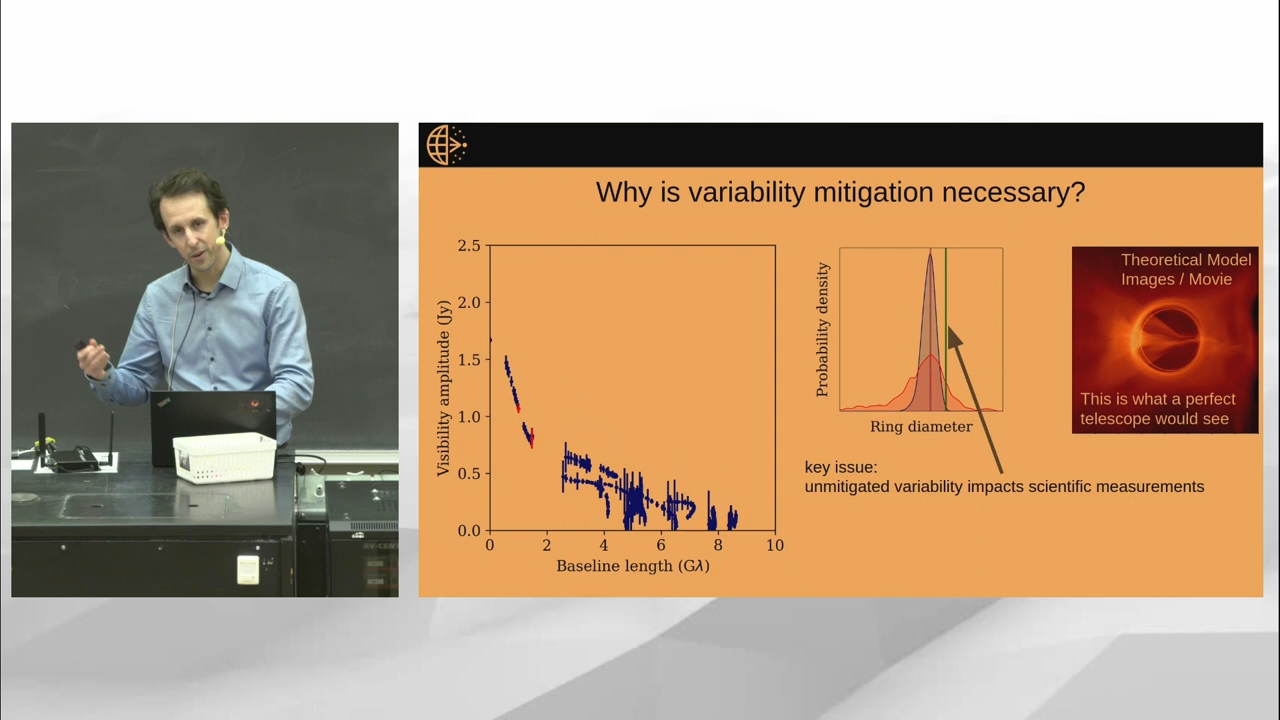 Why is variability mitigation necessary?
2.5
2.0
1.5
1.0
0.5
0.0
Visibility amplitude (Jy)
0
2
4
6
8
10
Baseline length (Gλ)
Probability density
Ring diameter
key issue:
unmitigated variability impacts scientific measurements
Theoretical Model
Images / Movie
This is what a perfect
telescope would see